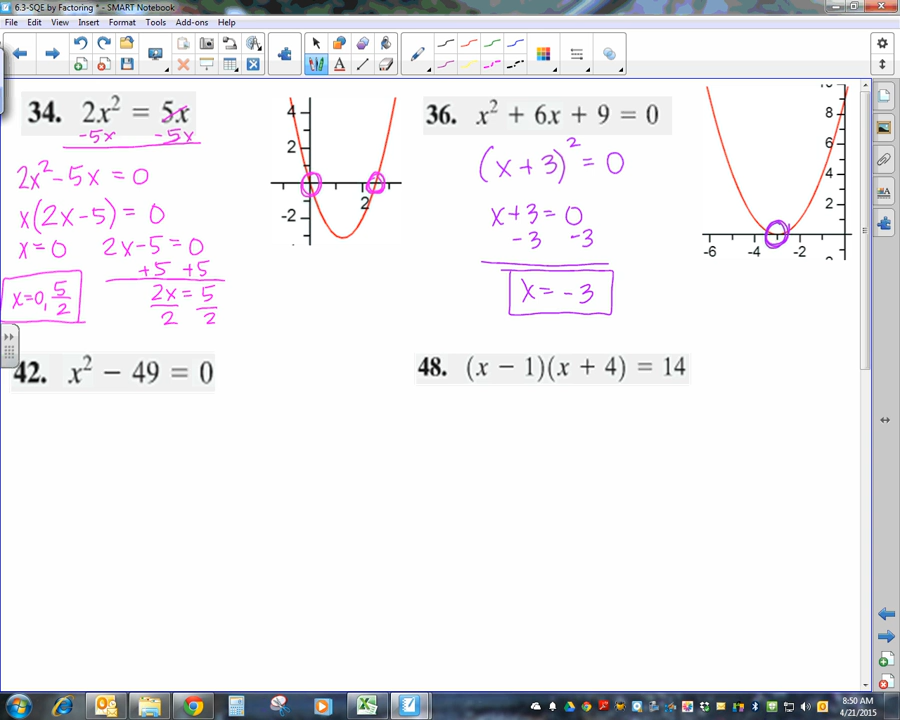 6.3-SQE by Factoring * - SMART Notebook
File Edit View Insert Format Tools Add-ons Help
34. 2x² = 5x
-5x -5x
2x² - 5x = 0
x(2x - 5) = 0
x = 0 2x - 5 = 0
+5 +5
2x = 5
2 2
x = 0, 5/2
4
2
-2
2
36. x² + 6x + 9 = 0
(x + 3)² = 0
x + 3 = 0
-3 -3
x = -3
8
6
4
2
-6 -4 -2
42. x² − 49 = 0
48. (x − 1)(x + 4) = 14
8:50 AM
4/21/2015